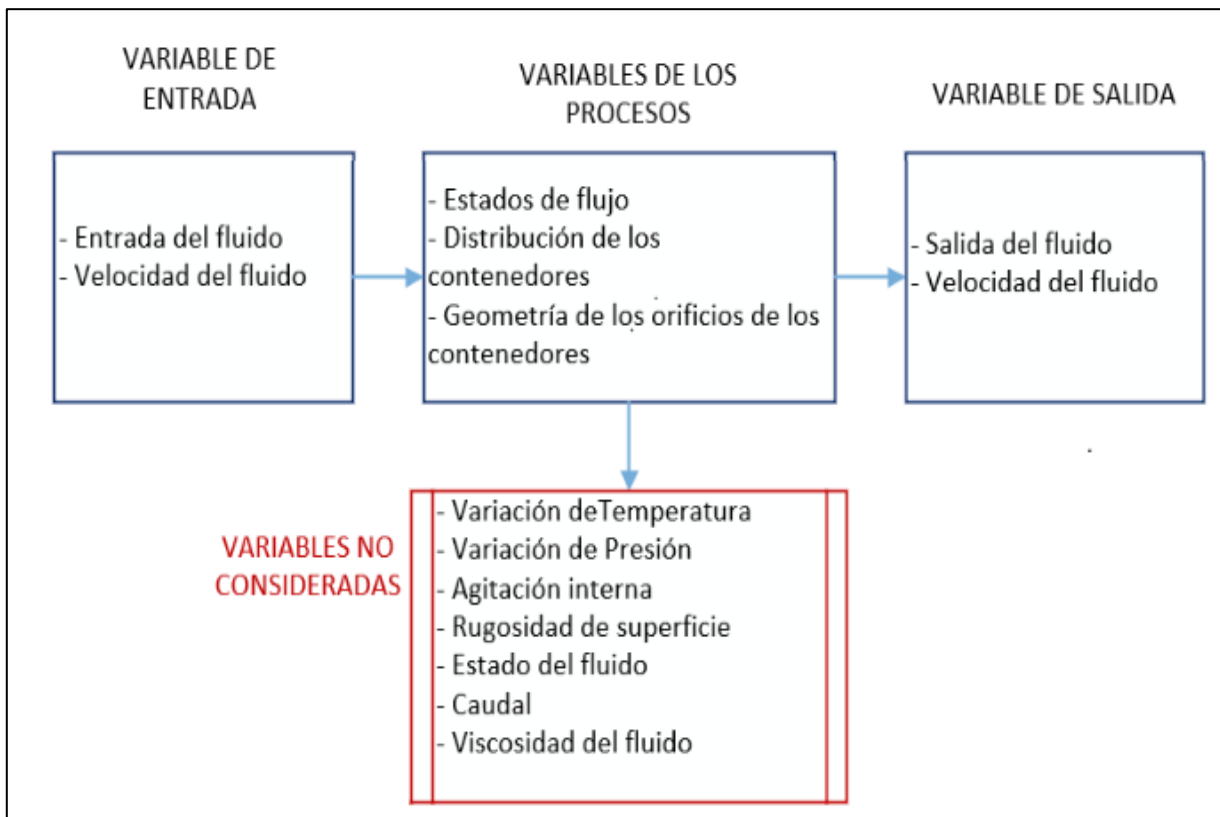 VARIABLE DE
ENTRADA
- Entrada del fluido
- Velocidad del fluido
VARIABLES DE LOS
PROCESOS
- Estados de flujo
- Distribución de los
contenedores
- Geometría de los orificios de los
contenedores
VARIABLE DE SALIDA
- Salida del fluido
- Velocidad del fluido
VARIABLES NO
CONSIDERADAS
- Variación deTemperatura
- Variación de Presión
- Agitación interna
- Rugosidad de superficie
- Estado del fluido
- Caudal
- Viscosidad del fluido